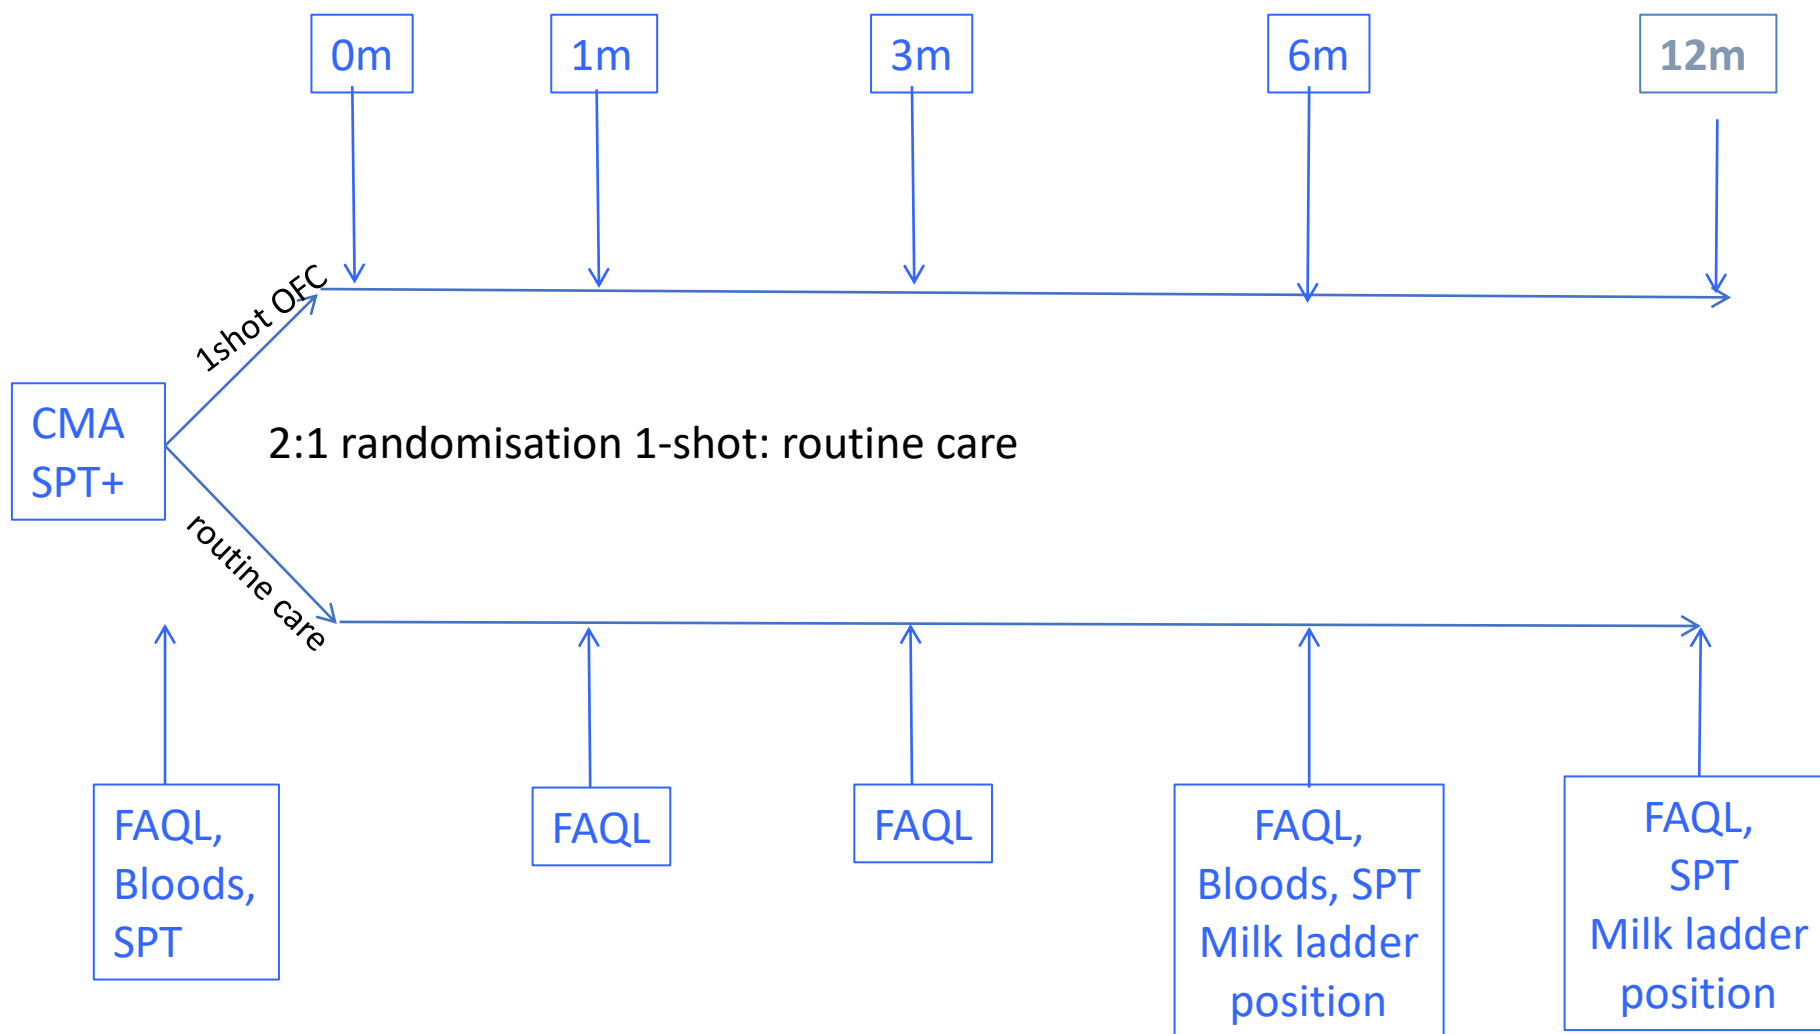 0m
1m
3m
6m
12m
1shot OFC
CMA
SPT+
2:1 randomisation 1-shot: routine care
routine care
FAQL,
Bloods,
SPT
FAQL
FAQL
FAQL,
Bloods, SPT
Milk ladder
position
FAQL,
SPT
Milk ladder
position